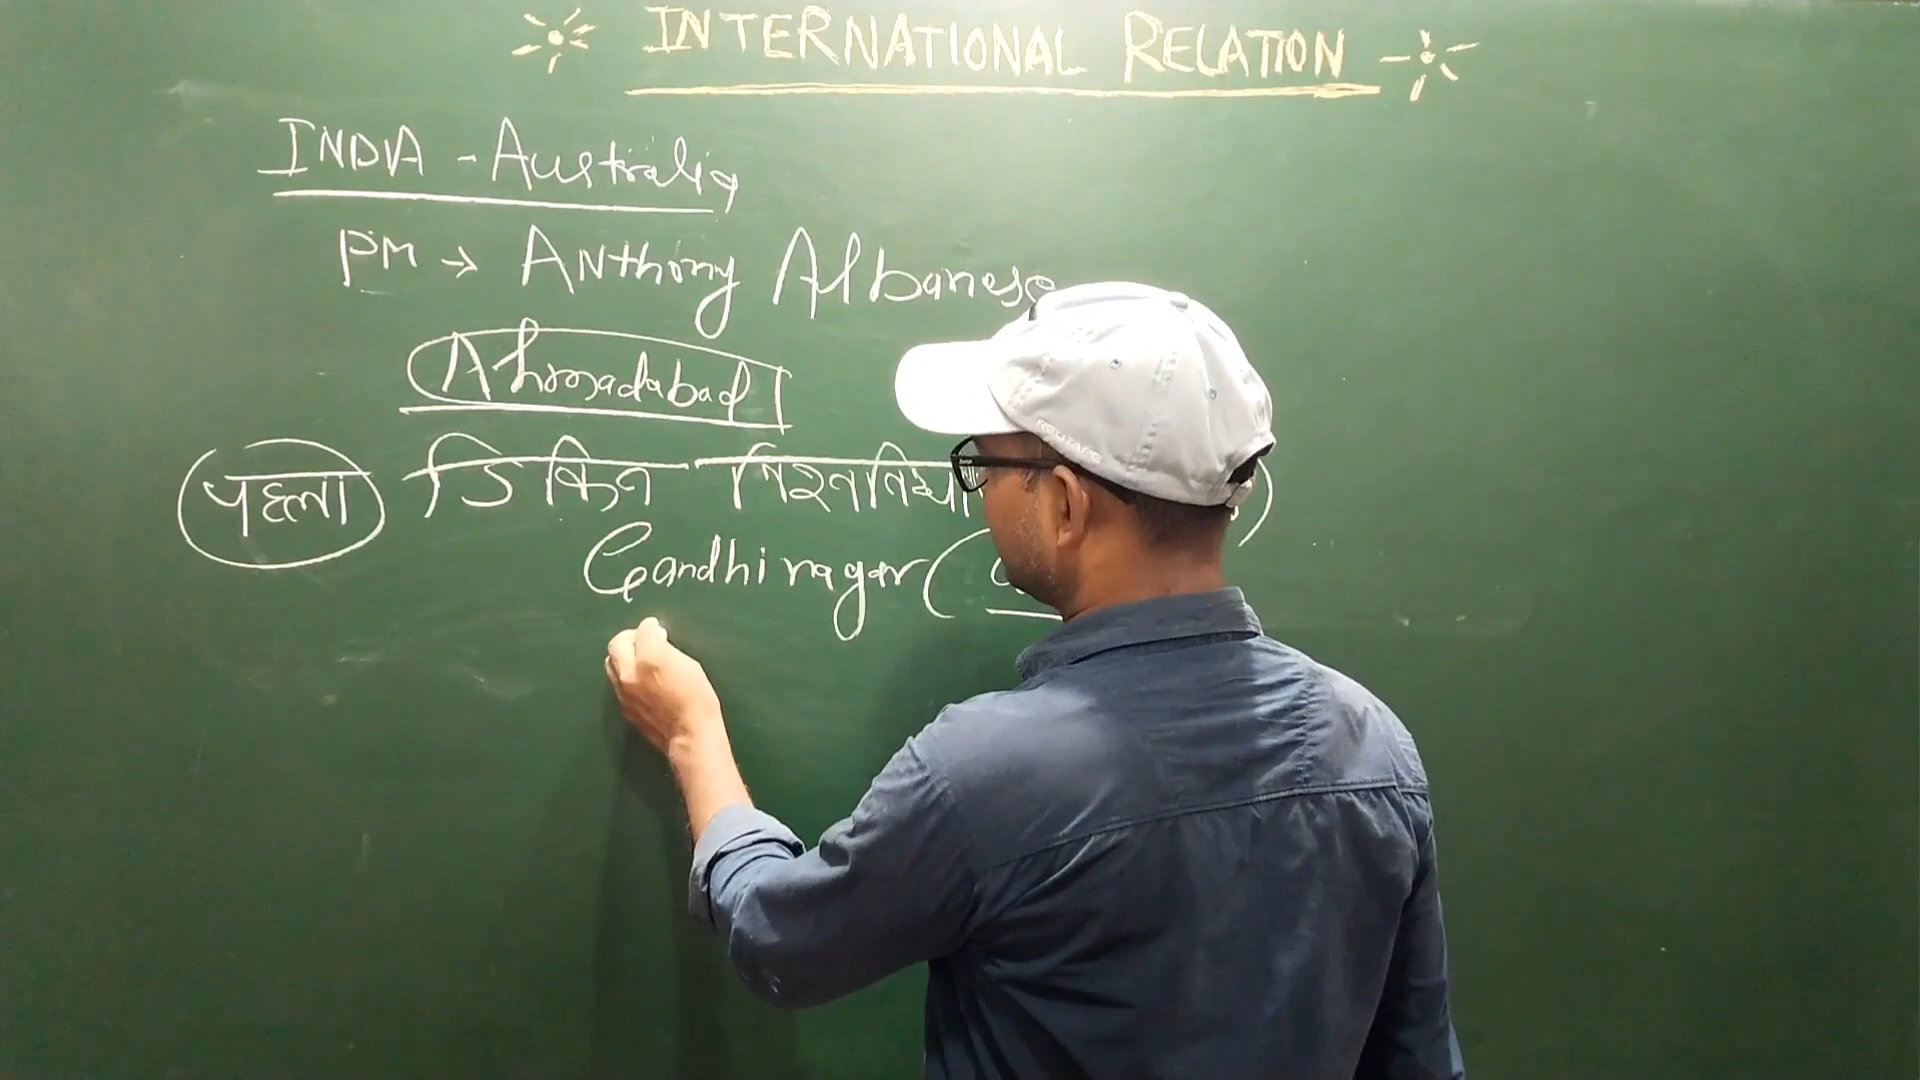 INTERNATIONAL RELATION
INDIA - Australia
PM → Anthony Albanese
Ahmadabad
पहला डिकिन
Gandhinagar (